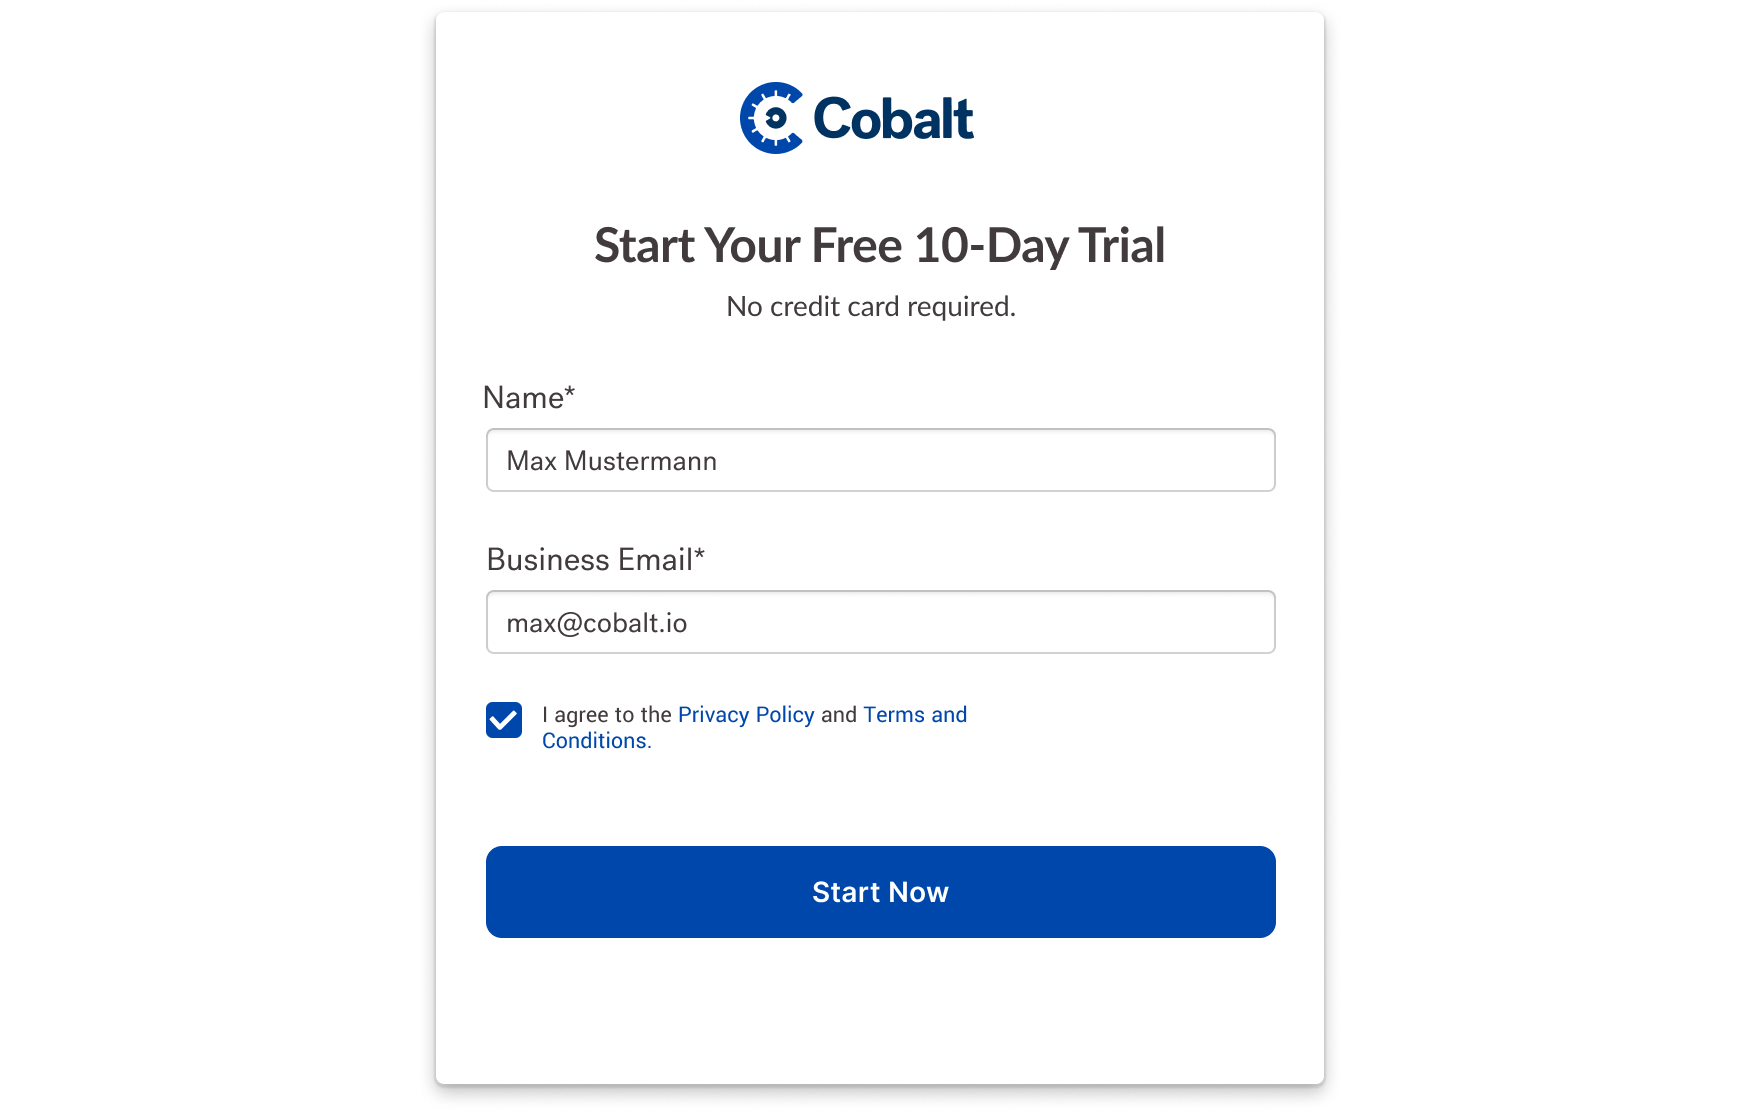 Cobalt
Start Your Free 10-Day Trial
No credit card required.
Name*
Max Mustermann
Business Email*
max@cobalt.io
I agree to the Privacy Policy and Terms and
Conditions.
Start Now